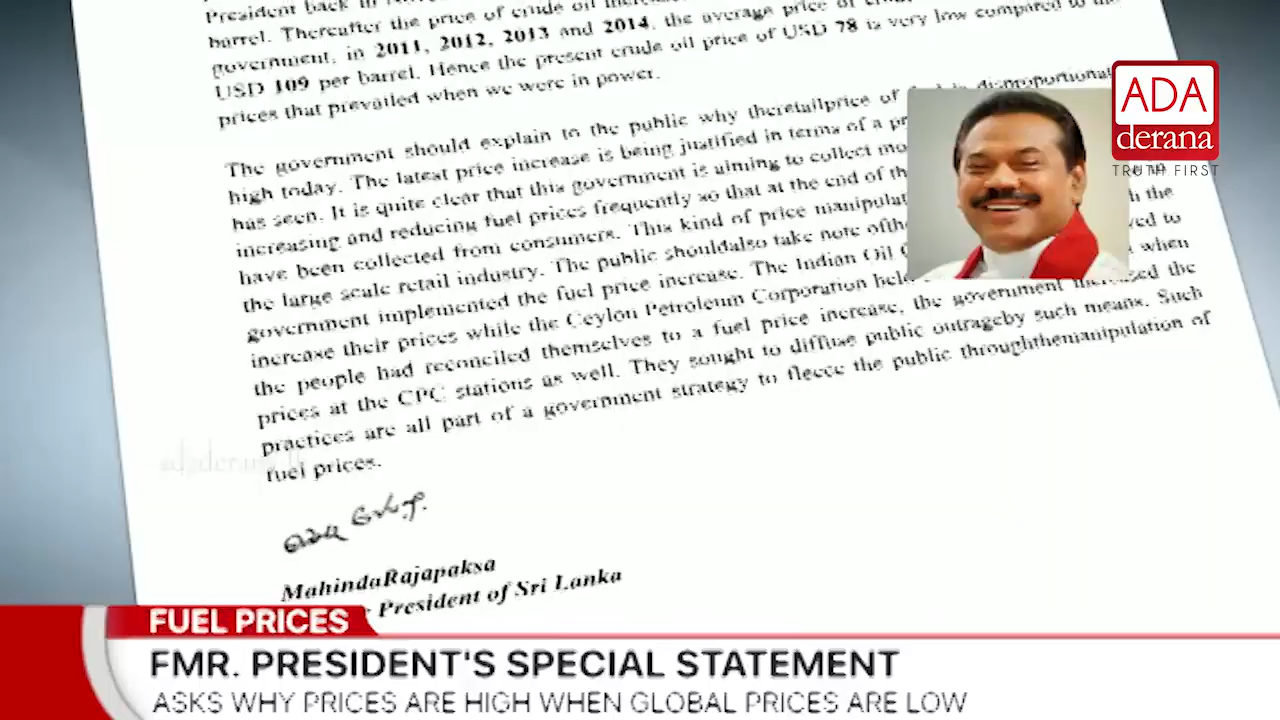 President back in
barrel. Thereafter the price of crude oil
government, in 2011, 2012, 2013 and 2014, the average price of
USD 109 per barrel. Hence the present crude oil price of USD 78 is very low compared to the
prices that prevailed when we were in power.
The government should explain to the public why theretailprice of fuel is disproportional
high today. The latest price increase is being justified in terms of a
has seen. It is quite clear that this government is aiming to collect
increasing and reducing fuel prices frequently so that at the end of
have been collected from consumers. This kind of price
the large scale retail industry. The public shouldalso take note ofthe
government implemented the fuel price increase. The Indian Oil
increase their prices while the Ceylon Petroleum Corporation held when
the people had reconciled themselves to a fuel price increase, the government increased the
prices at the CPC stations as well. They sought to diffuse public outrageby such means. Such
practices are all part of a government strategy to fleece the public throughthemanipulation of
fuel prices.
MahindaRajapaksa
President of Sri Lanka
ADA
derana
TRUTH FIRST
adaderana
FUEL PRICES
FMR. PRESIDENT'S SPECIAL STATEMENT
ASKS WHY PRICES ARE HIGH WHEN GLOBAL PRICES ARE LOW